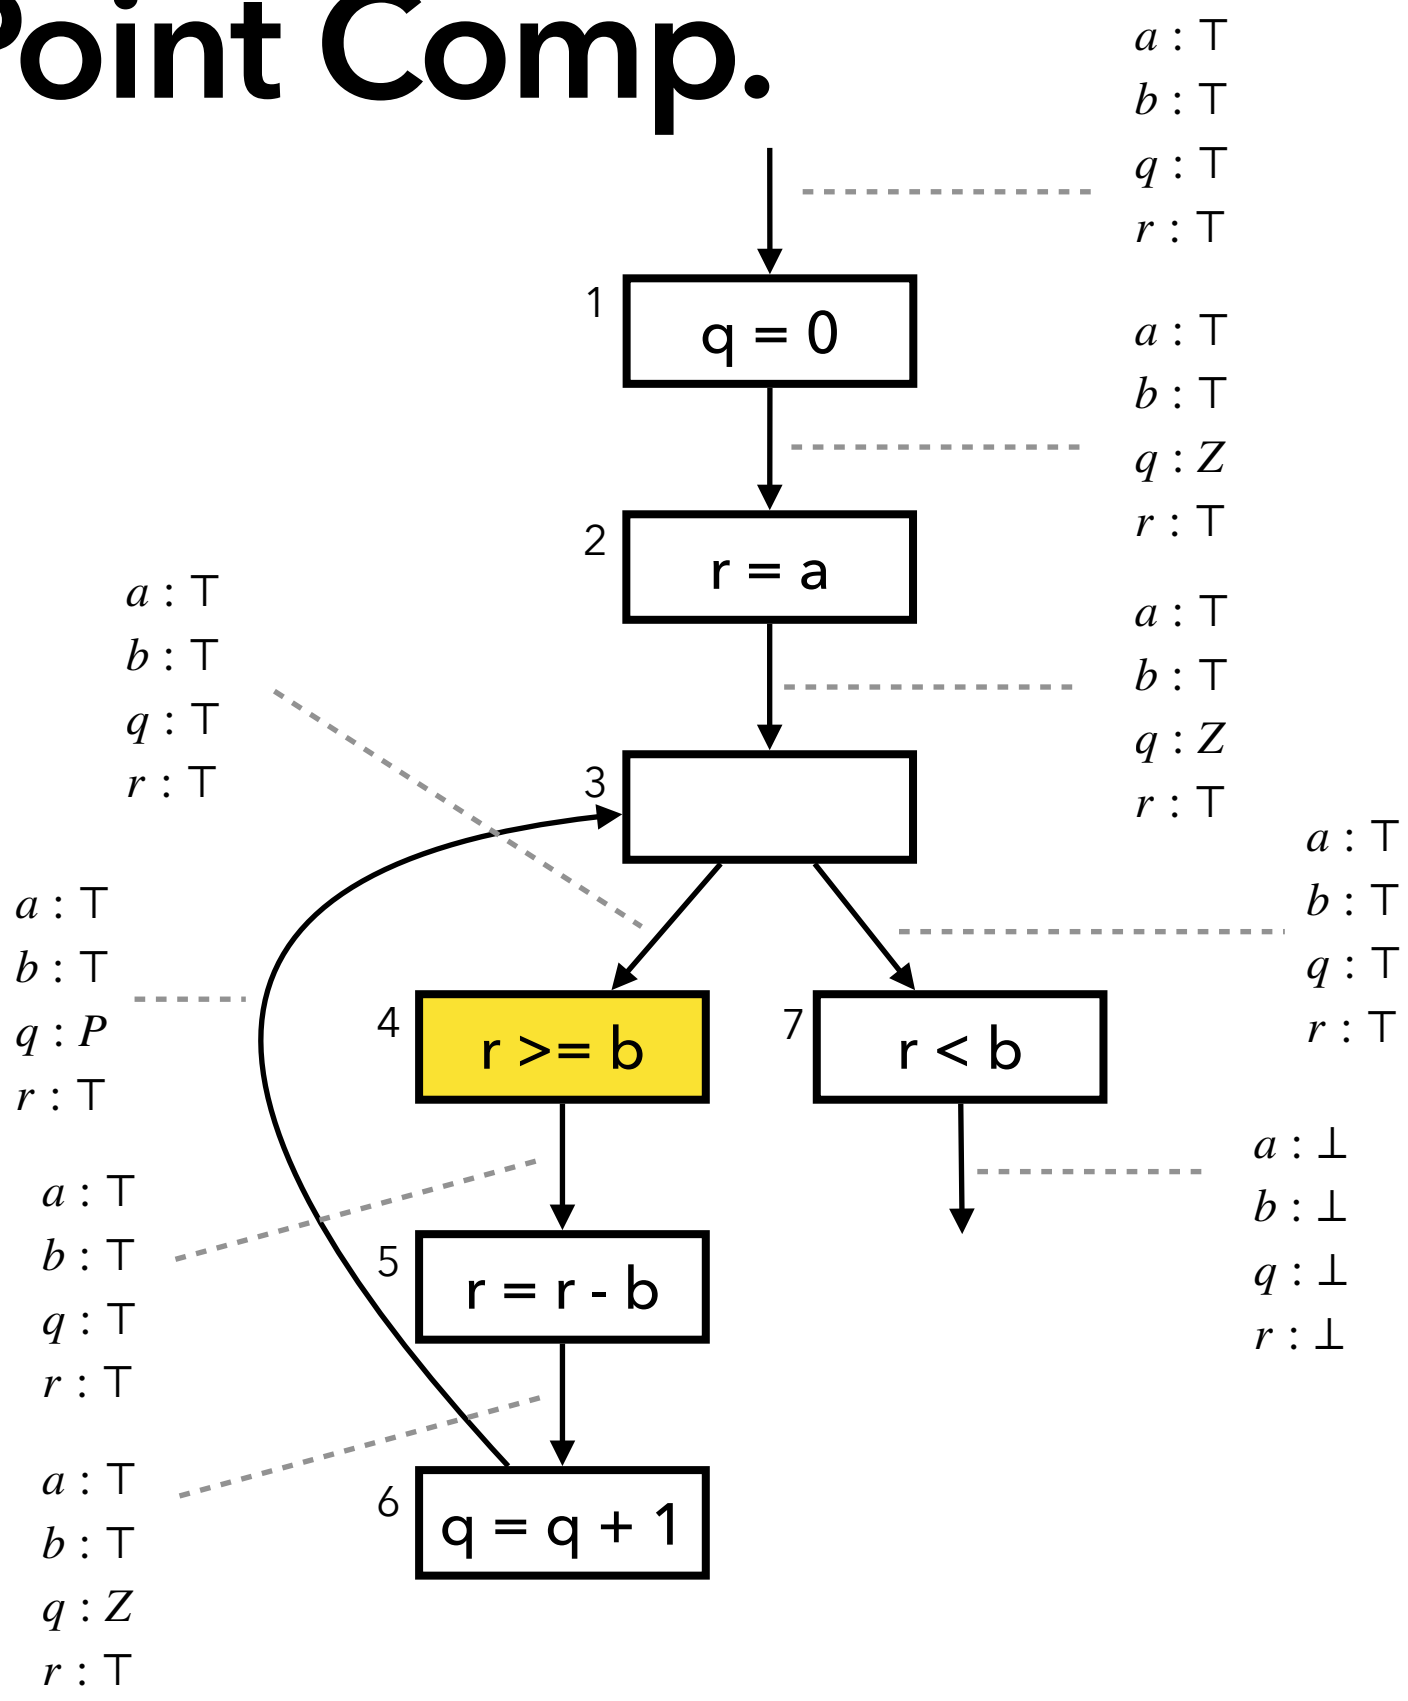 Point Comp.
a : ⊤
b : ⊤
q : ⊤
r : ⊤
1
q = 0
a : ⊤
b : ⊤
q : Z
r : ⊤
2
r = a
a : ⊤
b : ⊤
q : Z
r : ⊤
a : ⊤
b : ⊤
q : ⊤
r : ⊤
3
a : ⊤
b : ⊤
q : ⊤
r : ⊤
a : ⊤
b : ⊤
q : P
r : ⊤
4
r >= b
7
r < b
a : ⊥
b : ⊥
q : ⊥
r : ⊥
a : ⊤
b : ⊤
q : ⊤
r : ⊤
5
r = r - b
a : ⊤
b : ⊤
q : Z
r : ⊤
6
q = q + 1